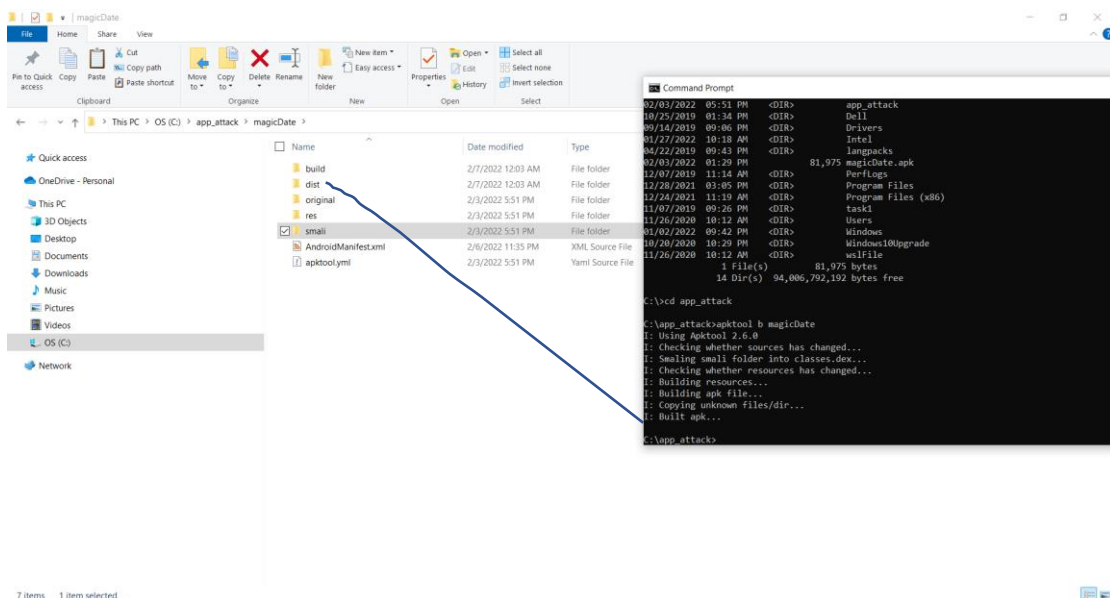 magicDate
File Home Share View
Pin to Quick access
Copy
Paste
Cut
Copy path
Paste shortcut
Move to
Copy to
Delete
Rename
New folder
New item
Easy access
Properties
Open
Edit
History
Select all
Select none
Invert selection
Clipboard Organize New Open Select
This PC > OS (C:) > app_attack > magicDate >
Quick access
OneDrive - Personal
This PC
3D Objects
Desktop
Documents
Downloads
Music
Pictures
Videos
OS (C:)
Network
Name Date modified Type
build 2/7/2022 12:03 AM File folder
dist 2/7/2022 12:03 AM File folder
original 2/3/2022 5:51 PM File folder
res 2/3/2022 5:51 PM File folder
smali 2/3/2022 5:51 PM File folder
AndroidManifest.xml 2/6/2022 11:35 PM XML Source File
apktool.yml 2/3/2022 5:51 PM Yaml Source File
Command Prompt
02/03/2022 05:51 PM <DIR> app_attack
10/25/2019 01:34 PM <DIR> Dell
09/14/2019 09:06 PM <DIR> Drivers
01/27/2022 10:18 AM <DIR> Intel
04/22/2019 09:43 PM <DIR> langpacks
02/03/2022 01:29 PM 81,975 magicDate.apk
12/07/2019 11:14 AM <DIR> PerfLogs
12/28/2021 03:05 PM <DIR> Program Files
12/24/2021 11:19 AM <DIR> Program Files (x86)
11/07/2019 09:26 PM <DIR> task1
11/26/2020 10:12 AM <DIR> Users
01/02/2022 09:42 PM <DIR> Windows
10/20/2020 10:29 PM <DIR> Windows10Upgrade
11/26/2020 10:12 AM <DIR> wslFile
1 File(s) 81,975 bytes
14 Dir(s) 94,006,792,192 bytes free
C:\>cd app_attack
C:\app_attack>apktool b magicDate
I: Using Apktool 2.6.0
I: Checking whether sources has changed...
I: Smaling smali folder into classes.dex...
I: Checking whether resources has changed...
I: Building resources...
I: Building apk file...
I: Copying unknown files/dir...
I: Built apk...
C:\app_attack>
7 items 1 item selected